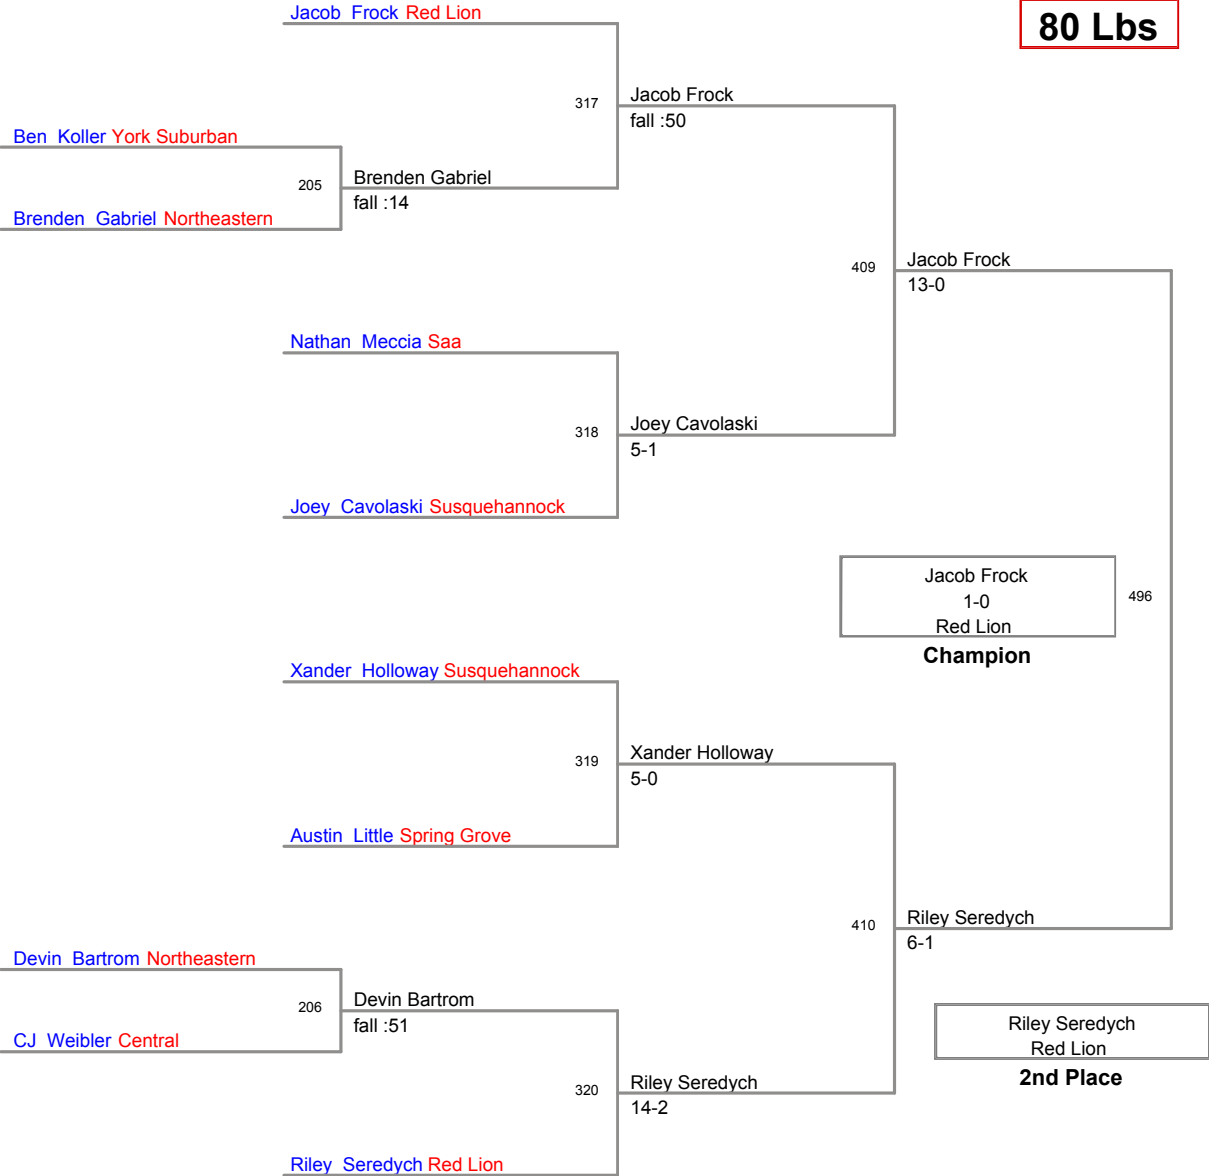 Jacob Frock Red Lion
80 Lbs
317
Jacob Frock
fall :50
Ben Koller York Suburban
205
Brenden Gabriel
fall :14
Brenden Gabriel Northeastern
409
Jacob Frock
13-0
Nathan Meccia Saa
318
Joey Cavolaski
5-1
Joey Cavolaski Susquehannock
Jacob Frock
1-0
Red Lion
496
Champion
Xander Holloway Susquehannock
319
Xander Holloway
5-0
Austin Little Spring Grove
410
Riley Seredych
6-1
Devin Bartrom Northeastern
206
Devin Bartrom
fall :51
CJ Weibler Central
Riley Seredych
Red Lion
2nd Place
320
Riley Seredych
14-2
Riley Seredych Red Lion